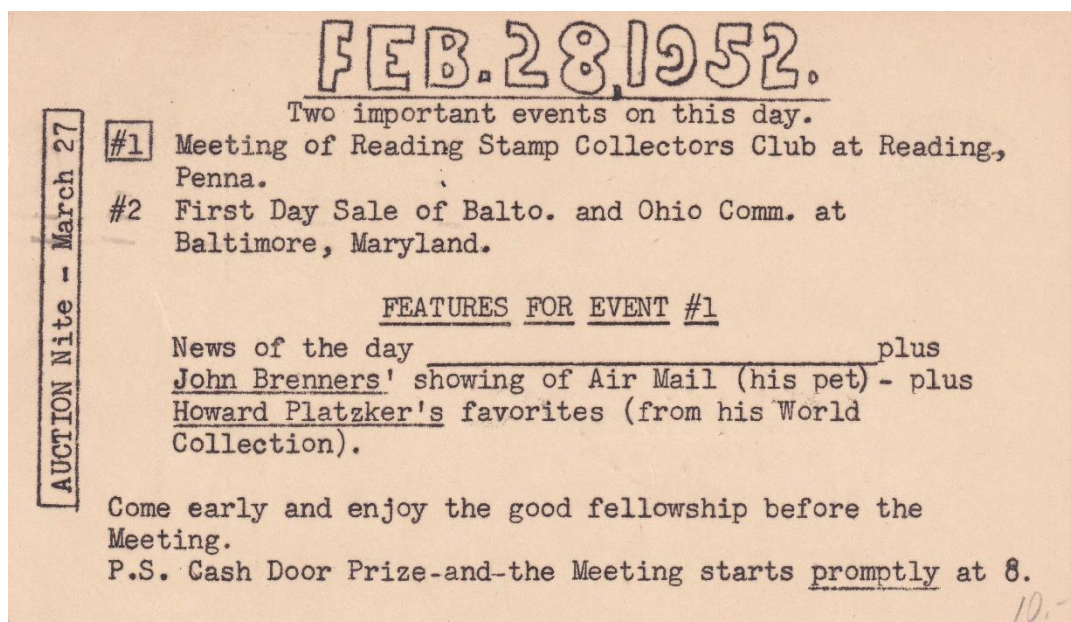 FEB.28,1952.
Two important events on this day.
#1 Meeting of Reading Stamp Collectors Club at Reading,
Penna.
#2 First Day Sale of Balto. and Ohio Comm. at
Baltimore, Maryland.
AUCTION Nite - March 27
FEATURES FOR EVENT #1
News of the day ____________________ plus
John Brenners' showing of Air Mail (his pet) - plus
Howard Platzker's favorites (from his World
Collection).
Come early and enjoy the good fellowship before the
Meeting.
P.S. Cash Door Prize-and-the Meeting starts promptly at 8.
10.-